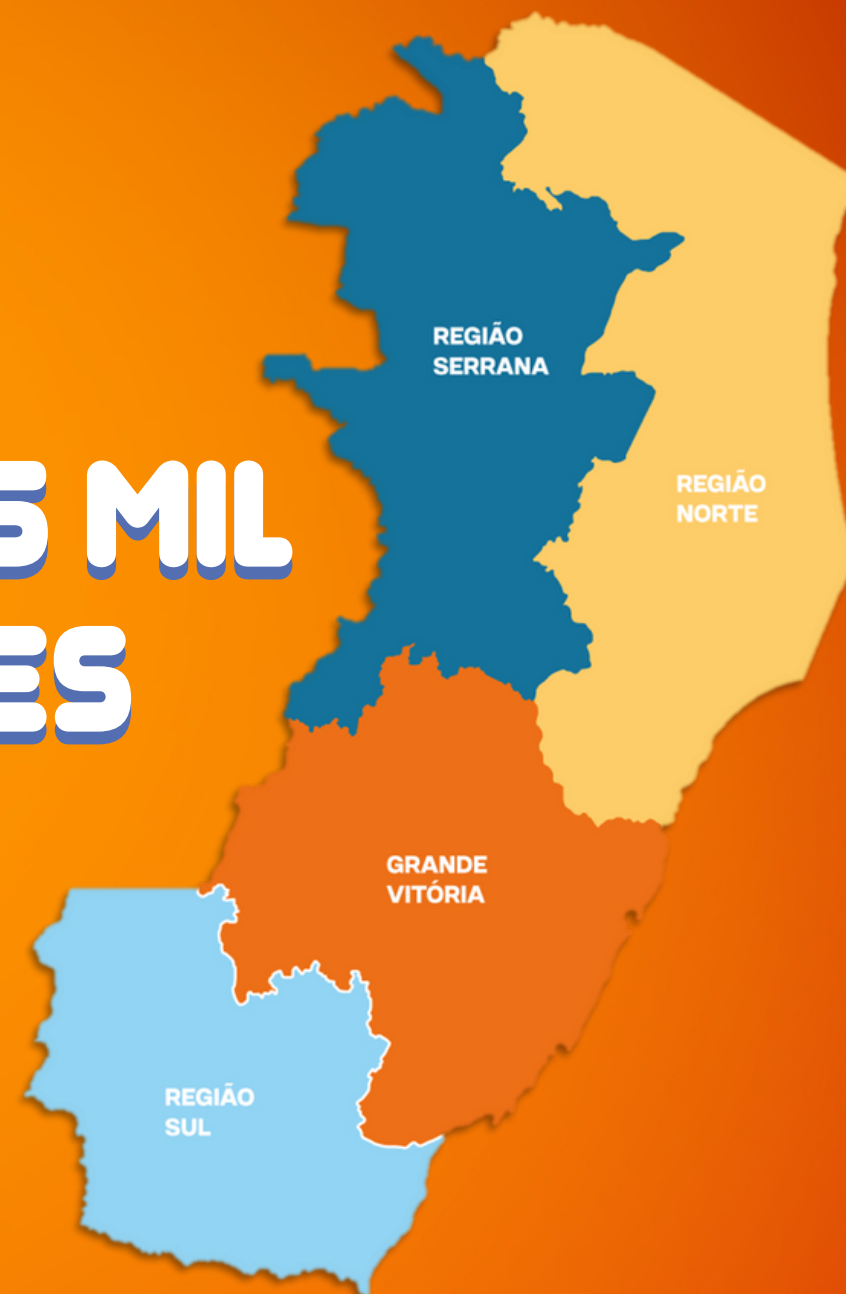 REGIÃO
SERRANA
REGIÃO
NORTE
S MIL
ES
GRANDE
VITÓRIA
REGIÃO
SUL